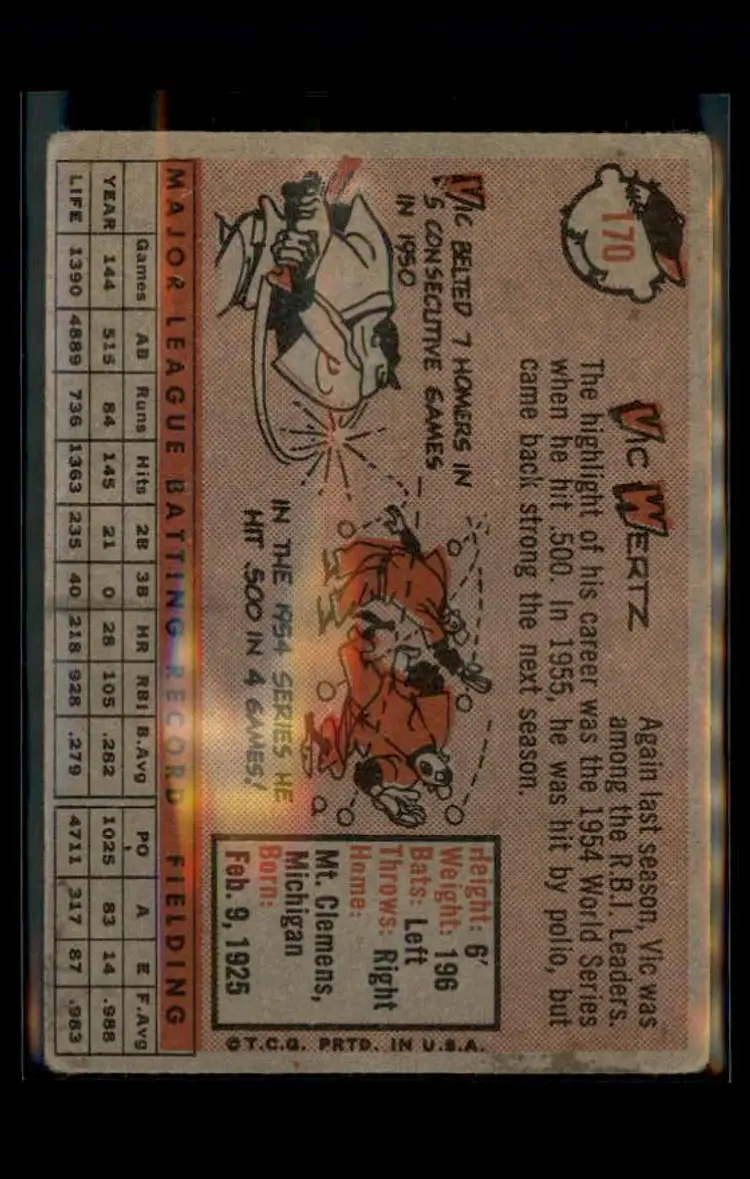 170
Vic WERTZ
Again last season, Vic was
among the R.B.I. Leaders.
The highlight of his career was the 1954 World Series
when he hit .500. In 1955, he was hit by polio, but
came back strong the next season.
Vic BELTED 7 HOMERS IN
5 CONSECUTIVE GAMES
IN 1950
IN THE 1954 SERIES HE
HIT .500 IN 4 GAMES!
Height: 6'
Weight: 196
Bats: Left
Throws: Right
Home:
Mt. Clemens,
Michigan
Born:
Feb. 9, 1925
©T.C.G. PRTD. IN U.S.A.
MAJOR LEAGUE BATTING RECORD FIELDING
Games AB Runs Hits 2B 3B HR RBI B.Avg PO A E F.Avg
YEAR 144 515 84 145 21 0 28 105 .282 1025 83 14 .988
LIFE 1390 4889 736 1363 235 40 218 928 .279 4711 317 87 .983